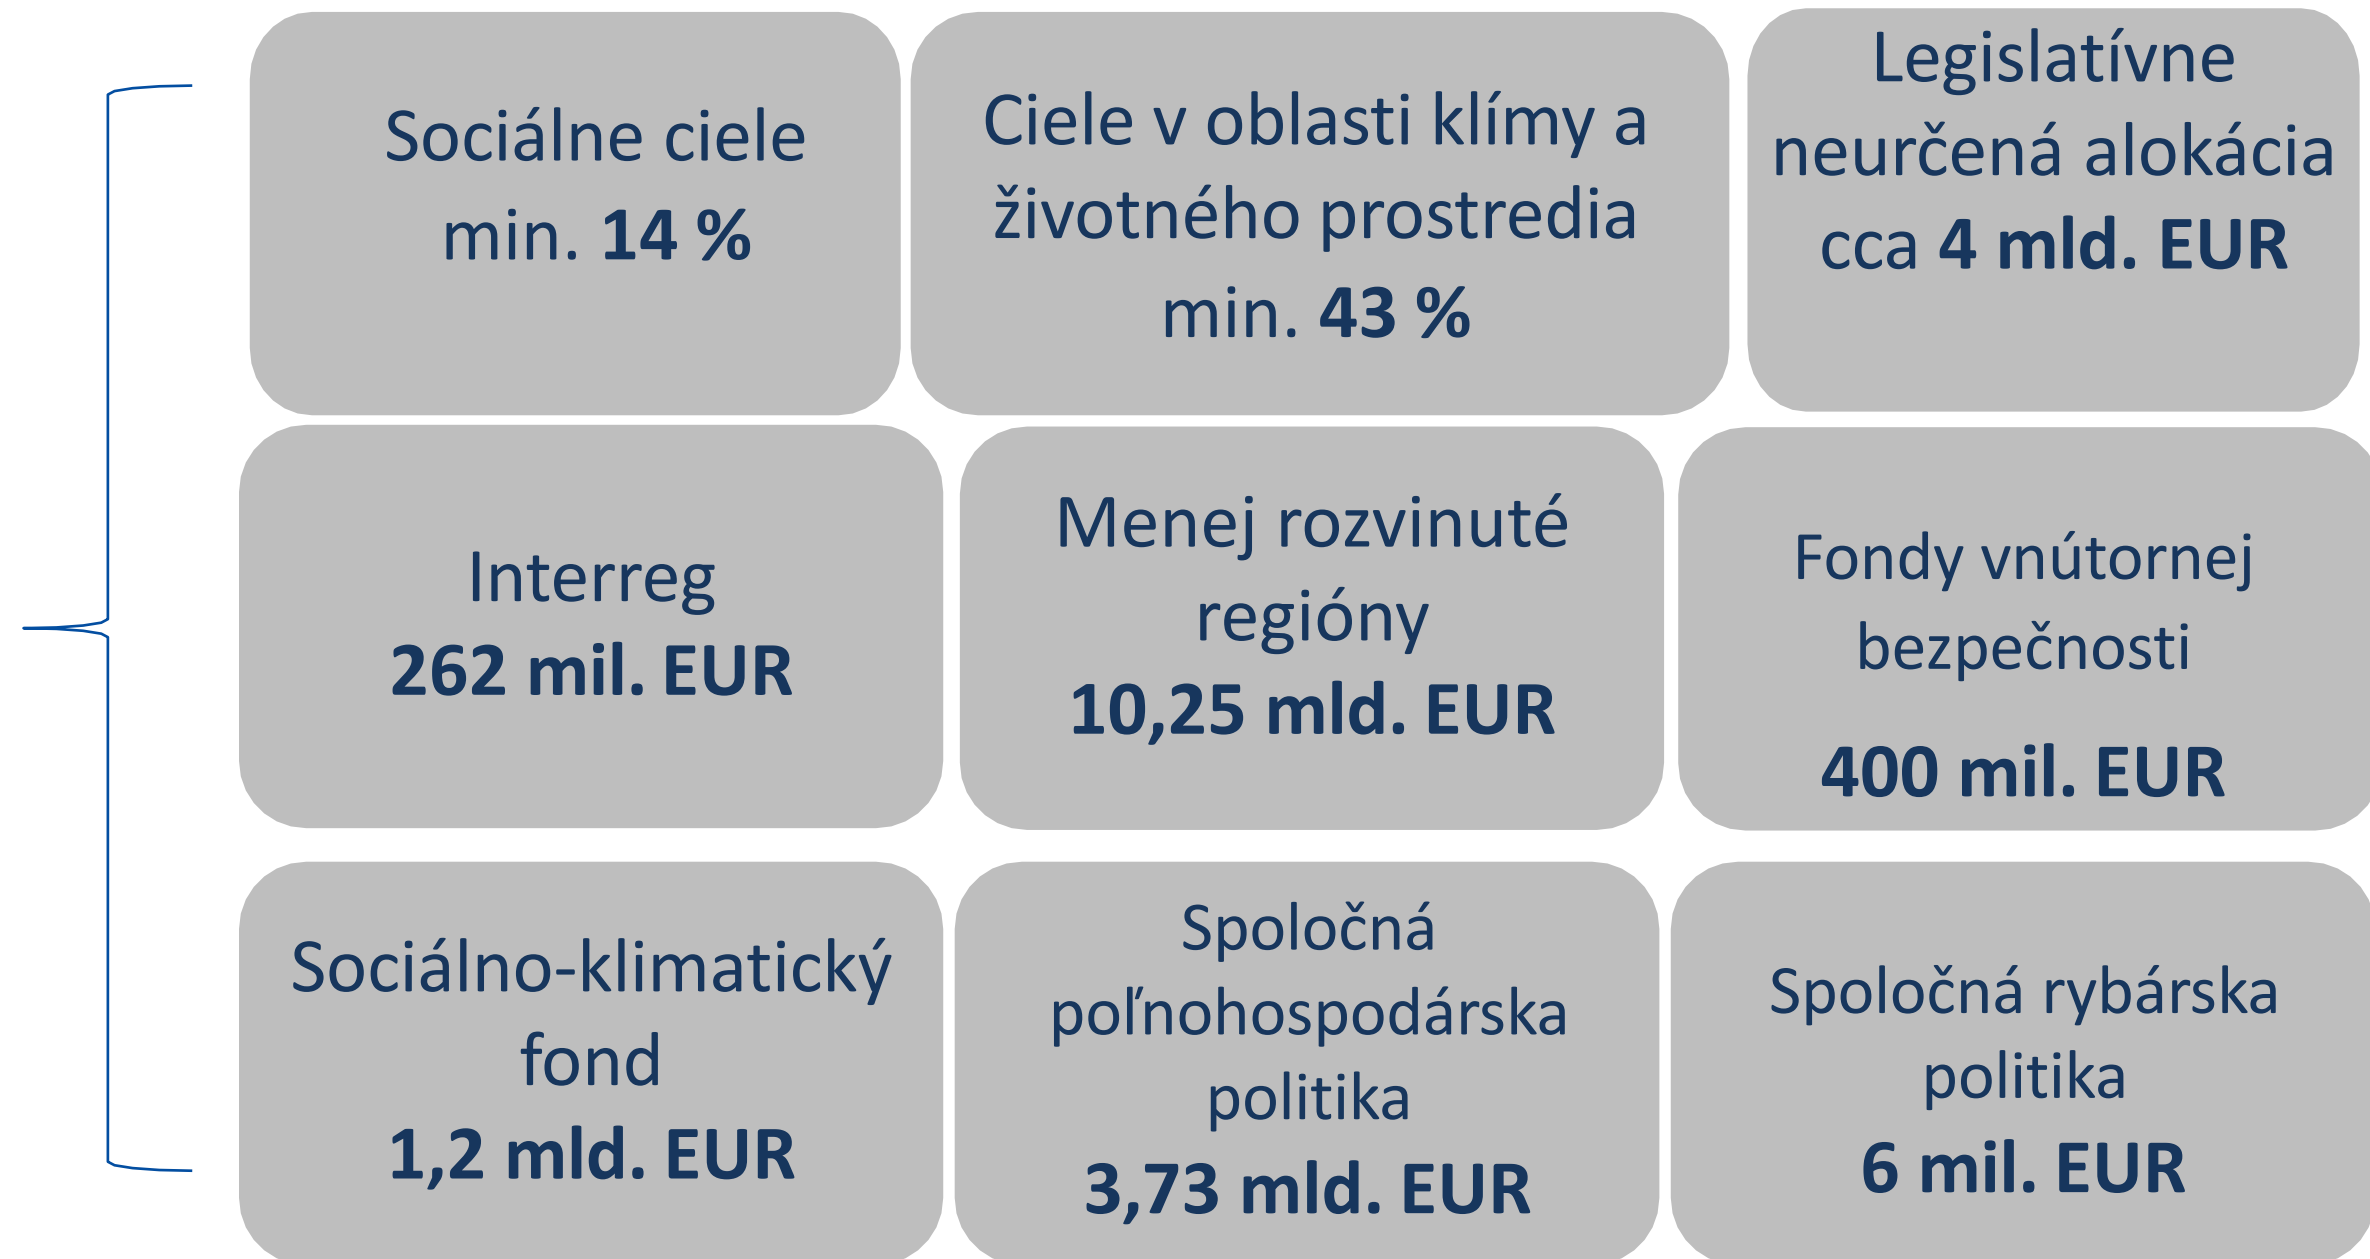 Sociálne ciele
min. 14 %
Ciele v oblasti klímy a
životného prostredia
min. 43 %
Legislatívne
neurčená alokácia
cca 4 mld. EUR
Interreg
262 mil. EUR
Menej rozvinuté
regióny
10,25 mld. EUR
Fondy vnútornej
bezpečnosti
400 mil. EUR
Sociálno-klimatický
fond
1,2 mld. EUR
Spoločná
poľnohospodárska
politika
3,73 mld. EUR
Spoločná rybárska
politika
6 mil. EUR